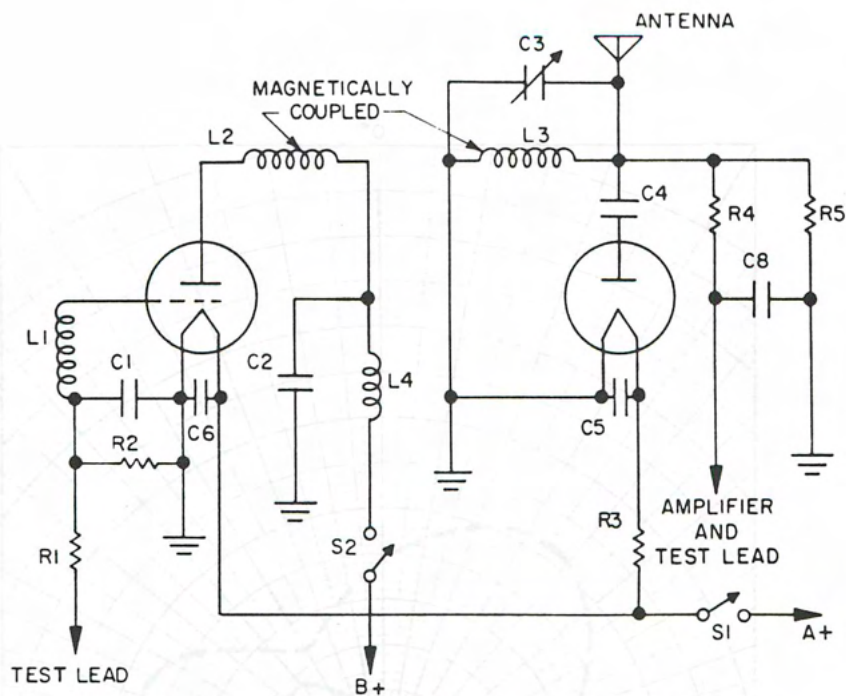 ANTENNA
C3
MAGNETICALLY
COUPLED
L2
L3
C4
R4
R5
C8
L1
C1
C6
C2
L4
C5
R2
R1
S2
R3
AMPLIFIER
AND
TEST LEAD
S1
A+
TEST LEAD
B+